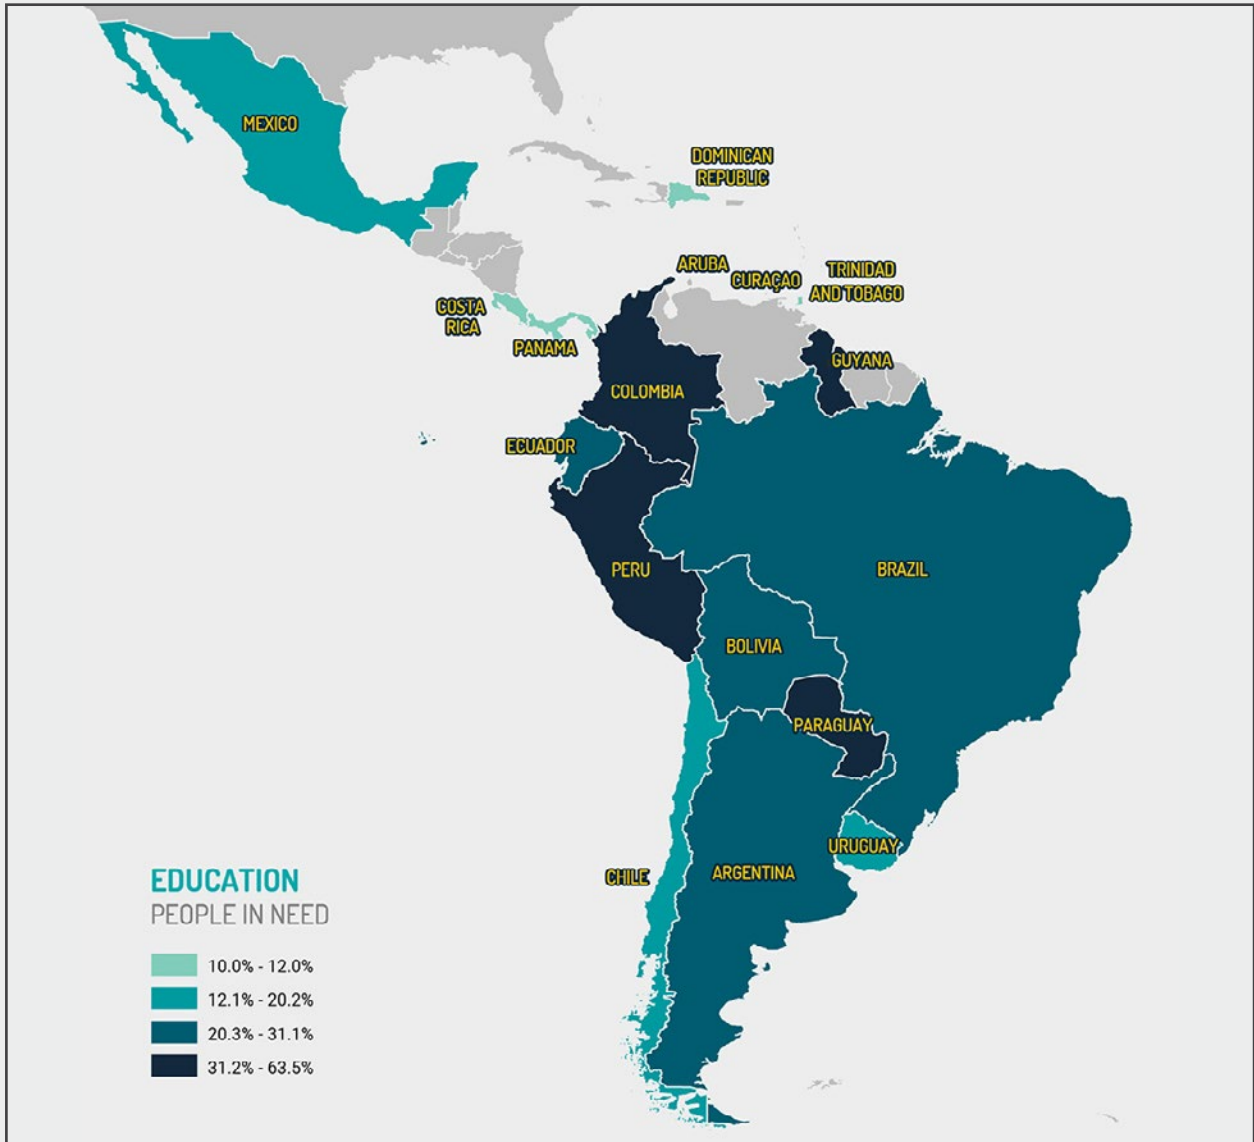 MEXICO
DOMINICAN
REPUBLIC
ARUBA
CURAÇAO
TRINIDAD
AND TOBAGO
COSTA
RICA
PANAMA
GUYANA
COLOMBIA
ECUADOR
PERU
BRAZIL
BOLIVIA
PARAGUAY
URUGUAY
CHILE
ARGENTINA
EDUCATION
PEOPLE IN NEED
10.0% - 12.0%
12.1% - 20.2%
20.3% - 31.1%
31.2% - 63.5%